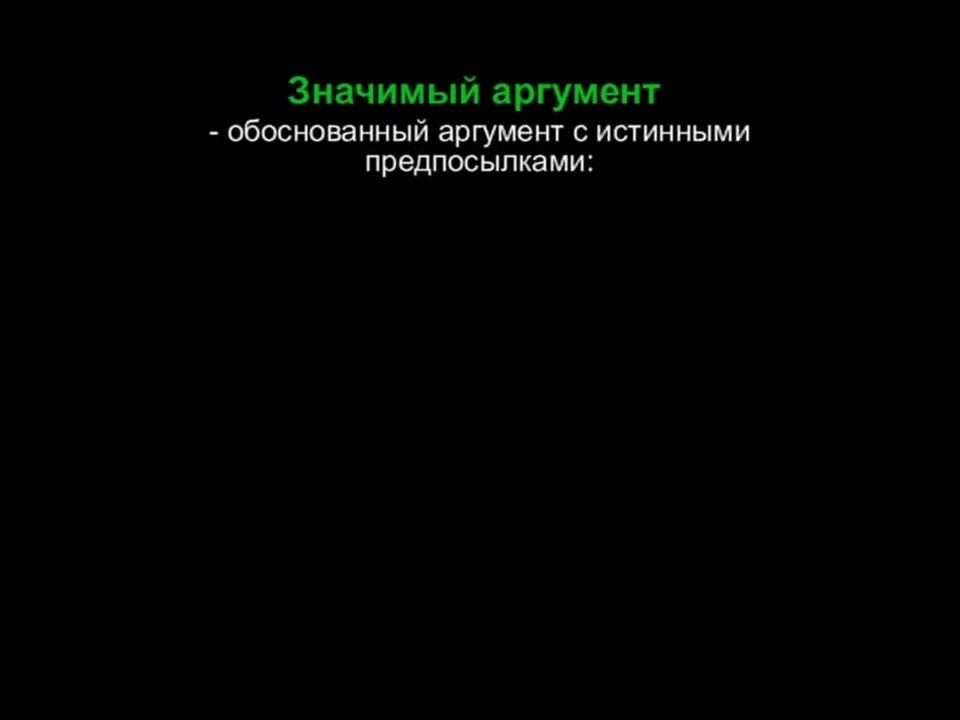 Значимый аргумент
- обоснованный аргумент с истинными
предпосылками: